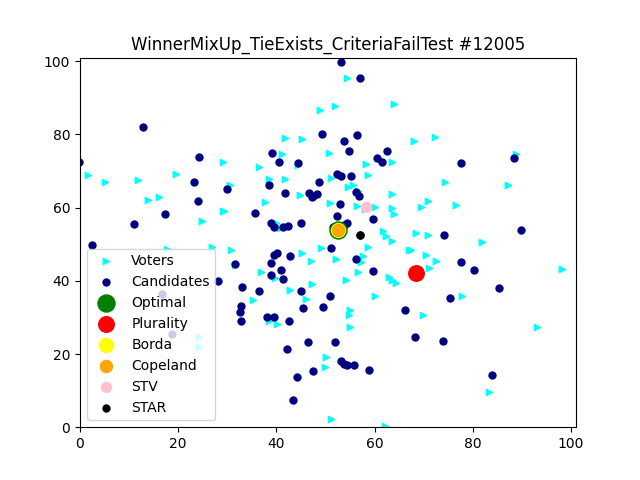 WinnerMixUp_TieExists_CriteriaFailTest #12005
100
80
60
40
20
0
Voters
Candidates
Optimal
Plurality
Borda
Copeland
STV
STAR
0 20 40 60 80 100